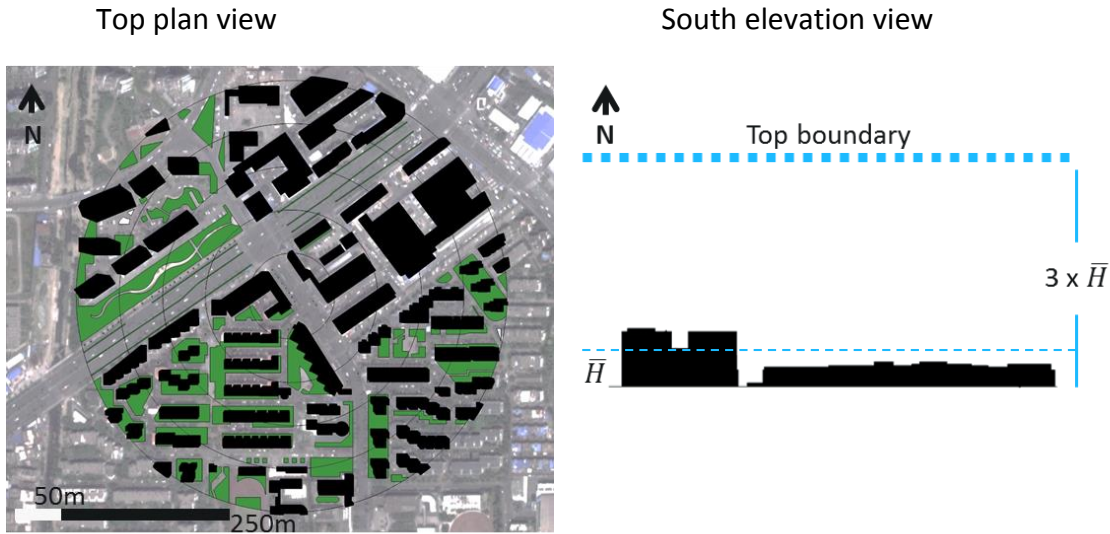 Top plan view
South elevation view
N
N
Top boundary
3 x H̅
H̅
50m
250m